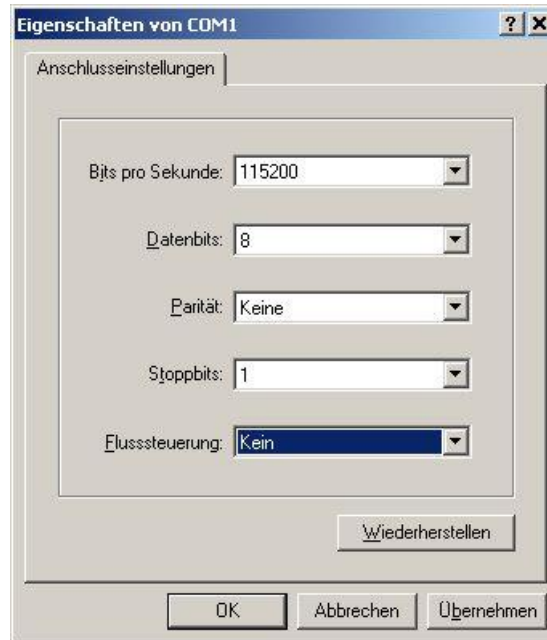 Eigenschaften von COM1
Anschlusseinstellungen
Bits pro Sekunde: 115200
Datenbits: 8
Parität: Keine
Stoppbits: 1
Flusssteuerung: Kein
Wiederherstellen
OK Abbrechen Übernehmen